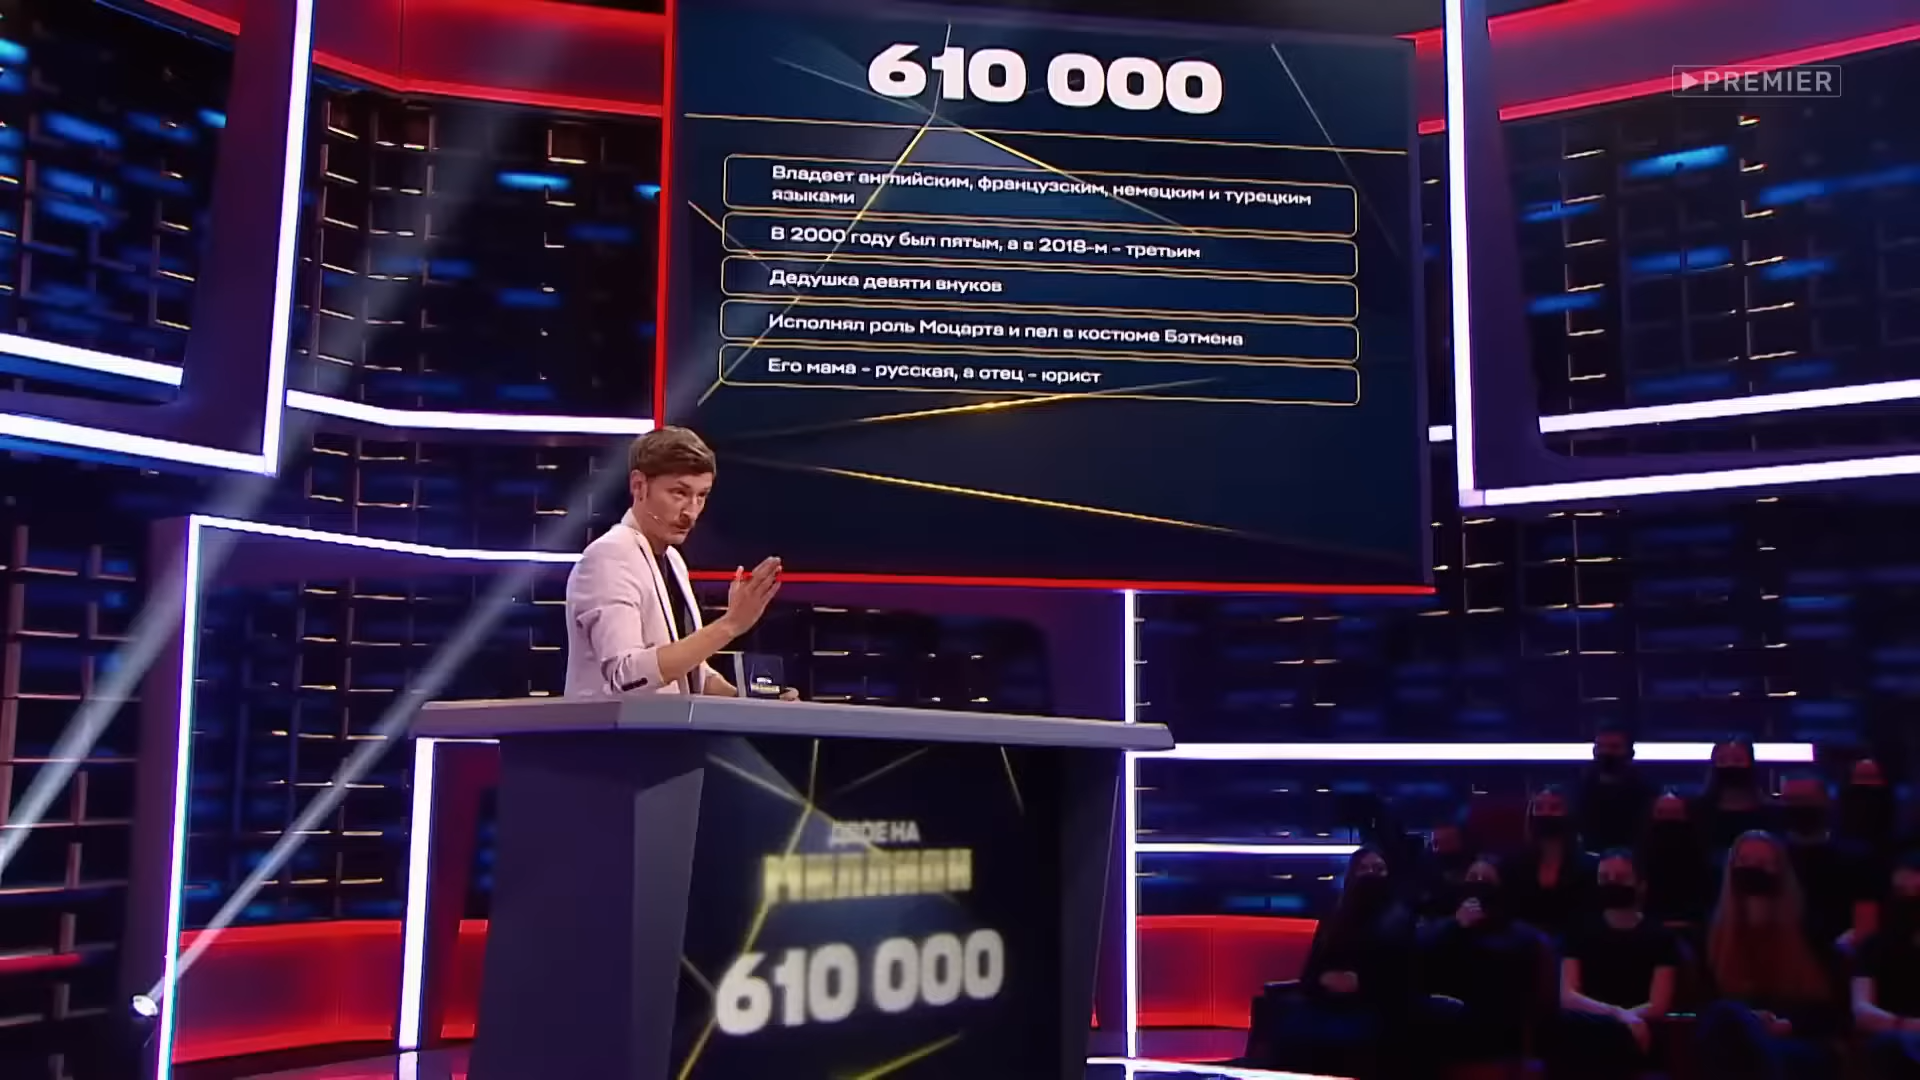 610 000
PREMIER
Владеет английским, французским, немецким и турецким
языками
В 2000 году был пятым, а в 2018-м - третьим
Дедушка девяти внуков
Исполнял роль Моцарта и пел в костюме Бэтмена
Его мама - русская, а отец - юрист
ДВОЕ НА
МИЛЛИОН
610 000